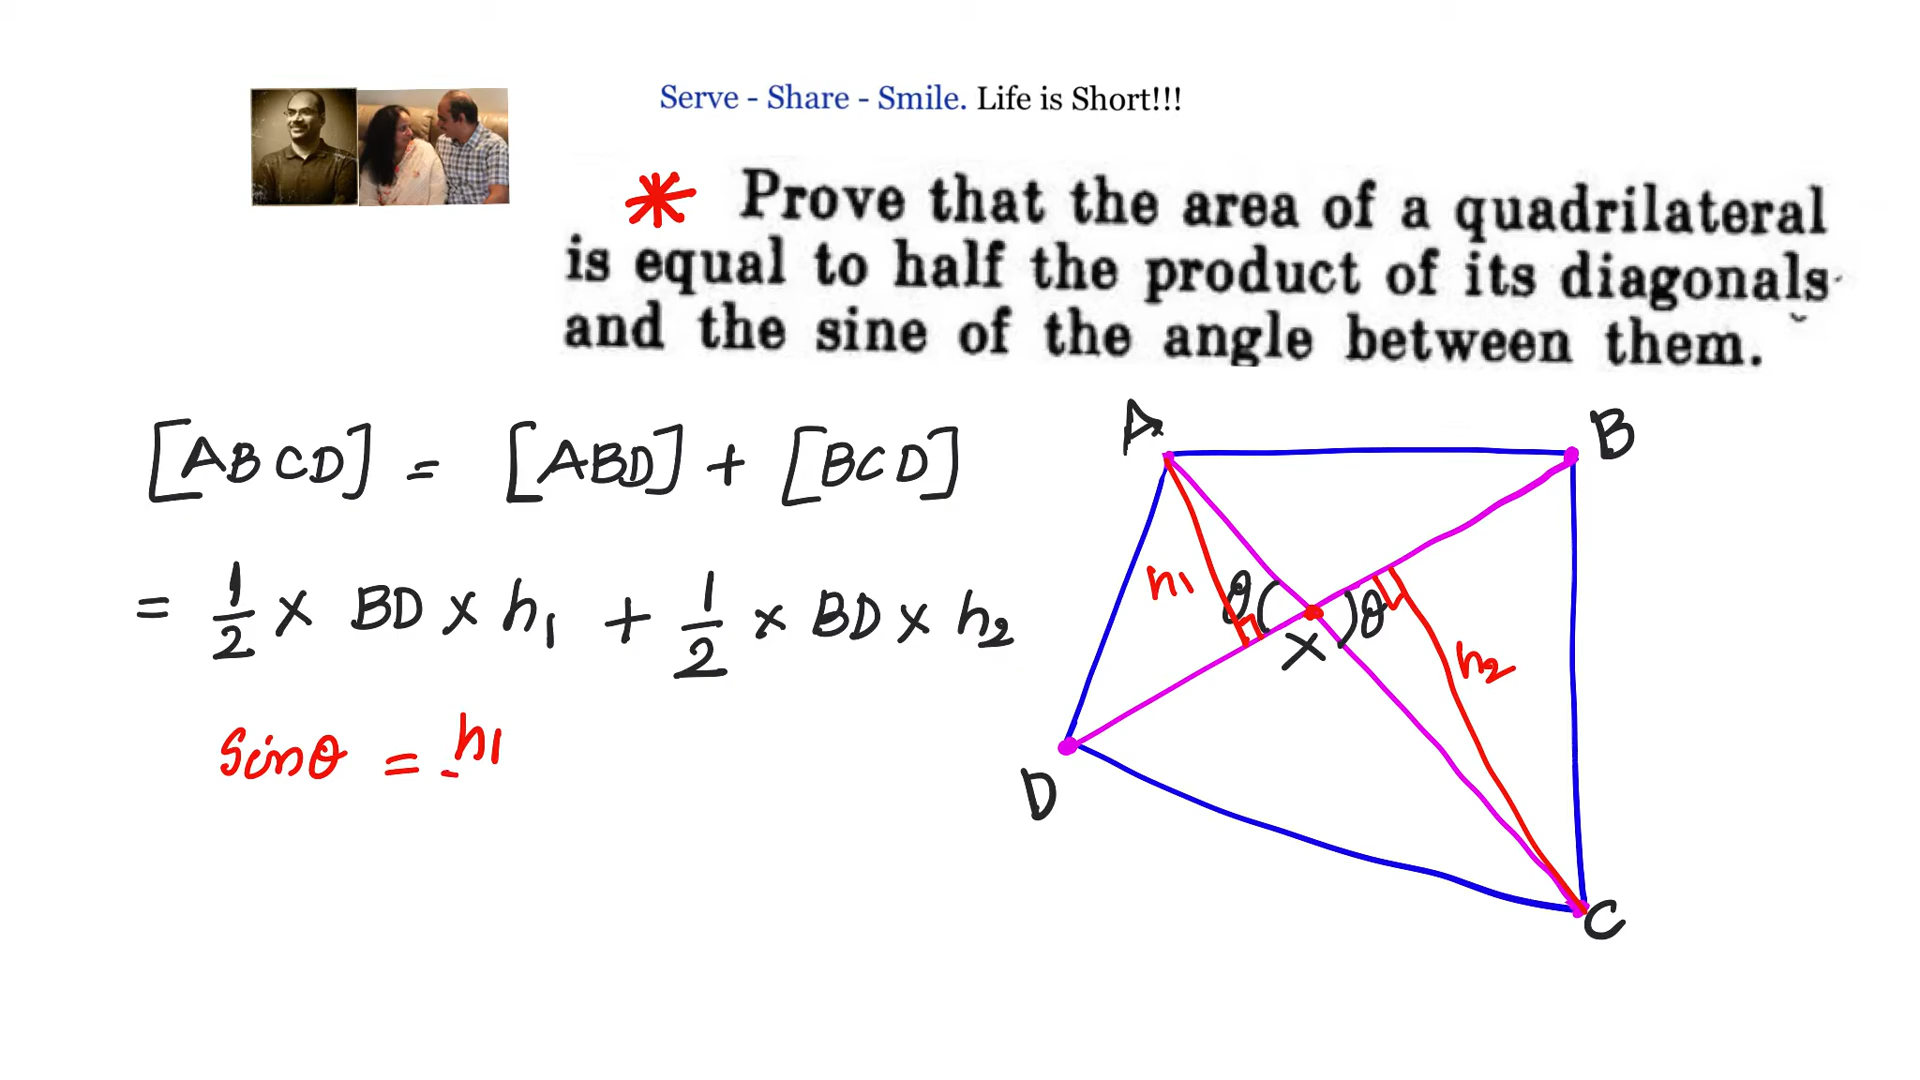 Serve - Share - Smile. Life is Short!!!
* Prove that the area of a quadrilateral
is equal to half the product of its diagonals
and the sine of the angle between them.
[ABCD] = [ABD] + [BCD]
= 1/2 × BD × h1 + 1/2 × BD × h2
sinθ = h1
A
B
h1
θ
θ
X
h2
D
C